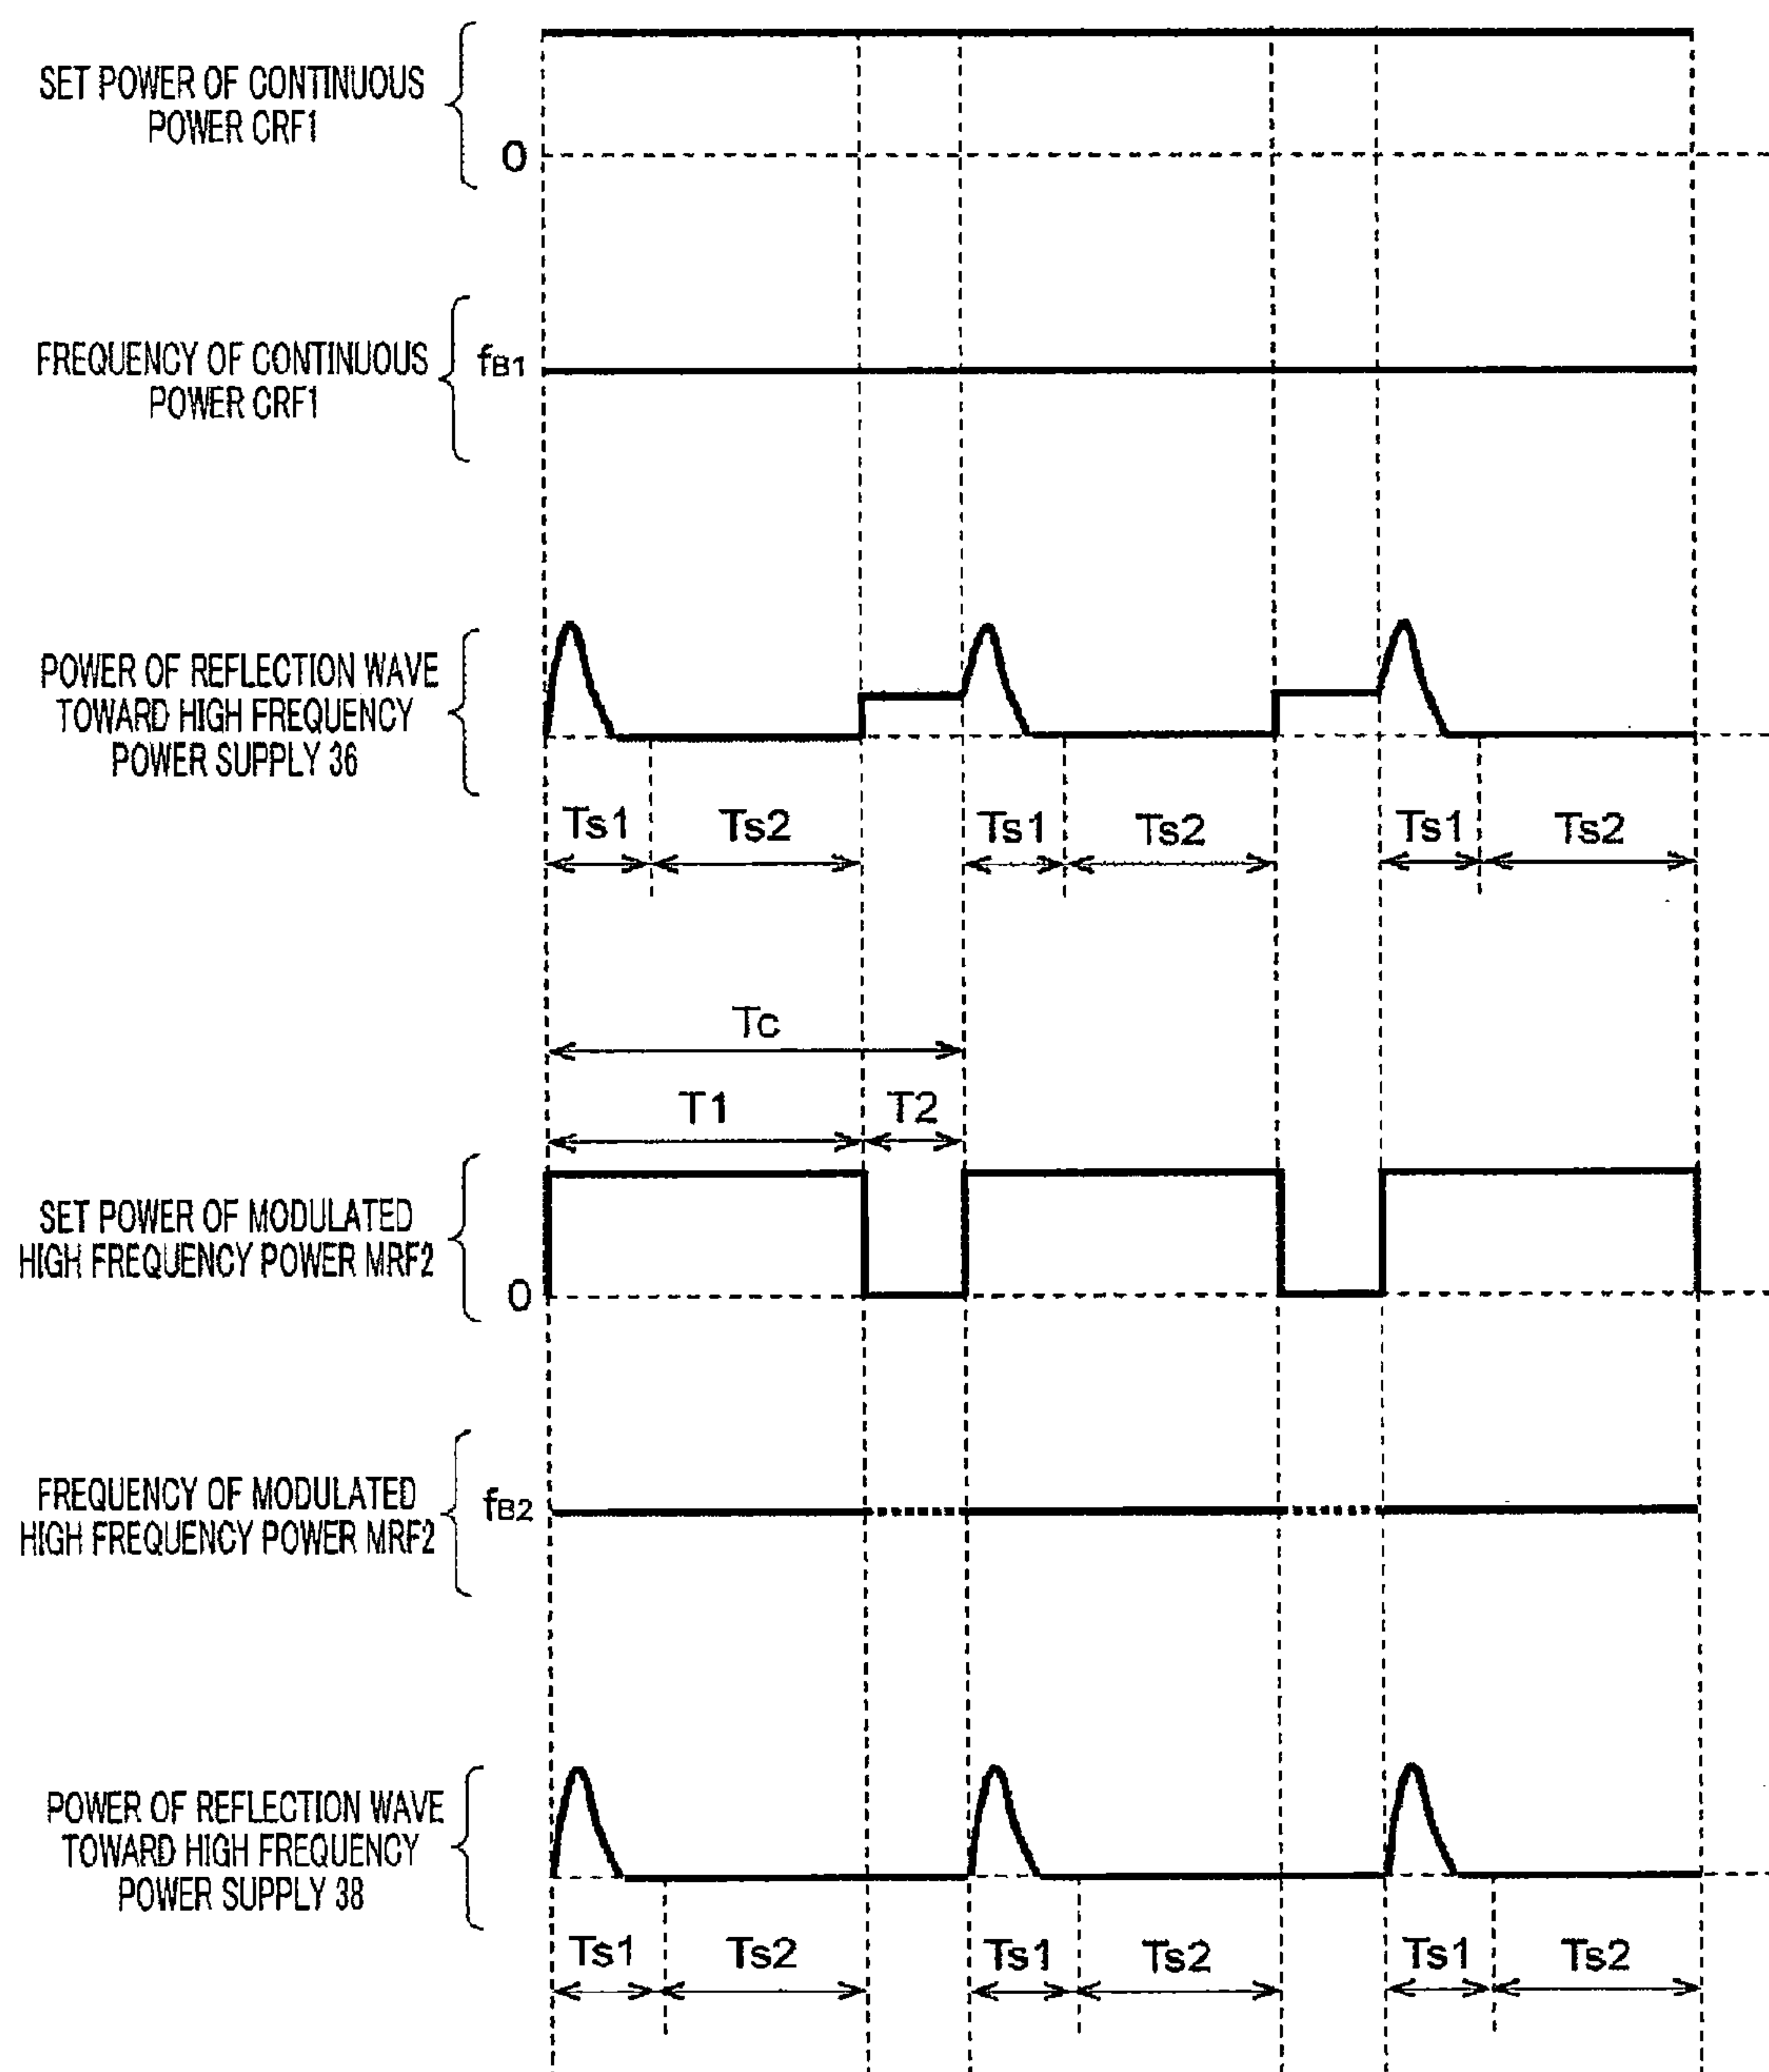 SET POWER OF CONTINUOUS
POWER CRF1
0
FREQUENCY OF CONTINUOUS
POWER CRF1
fB1
POWER OF REFLECTION WAVE
TOWARD HIGH FREQUENCY
POWER SUPPLY 36
Ts1 Ts2 Ts1 Ts2 Ts1 Ts2
Tc
T1 T2
SET POWER OF MODULATED
HIGH FREQUENCY POWER MRF2
0
FREQUENCY OF MODULATED
HIGH FREQUENCY POWER MRF2
fB2
POWER OF REFLECTION WAVE
TOWARD HIGH FREQUENCY
POWER SUPPLY 38
Ts1 Ts2 Ts1 Ts2 Ts1 Ts2